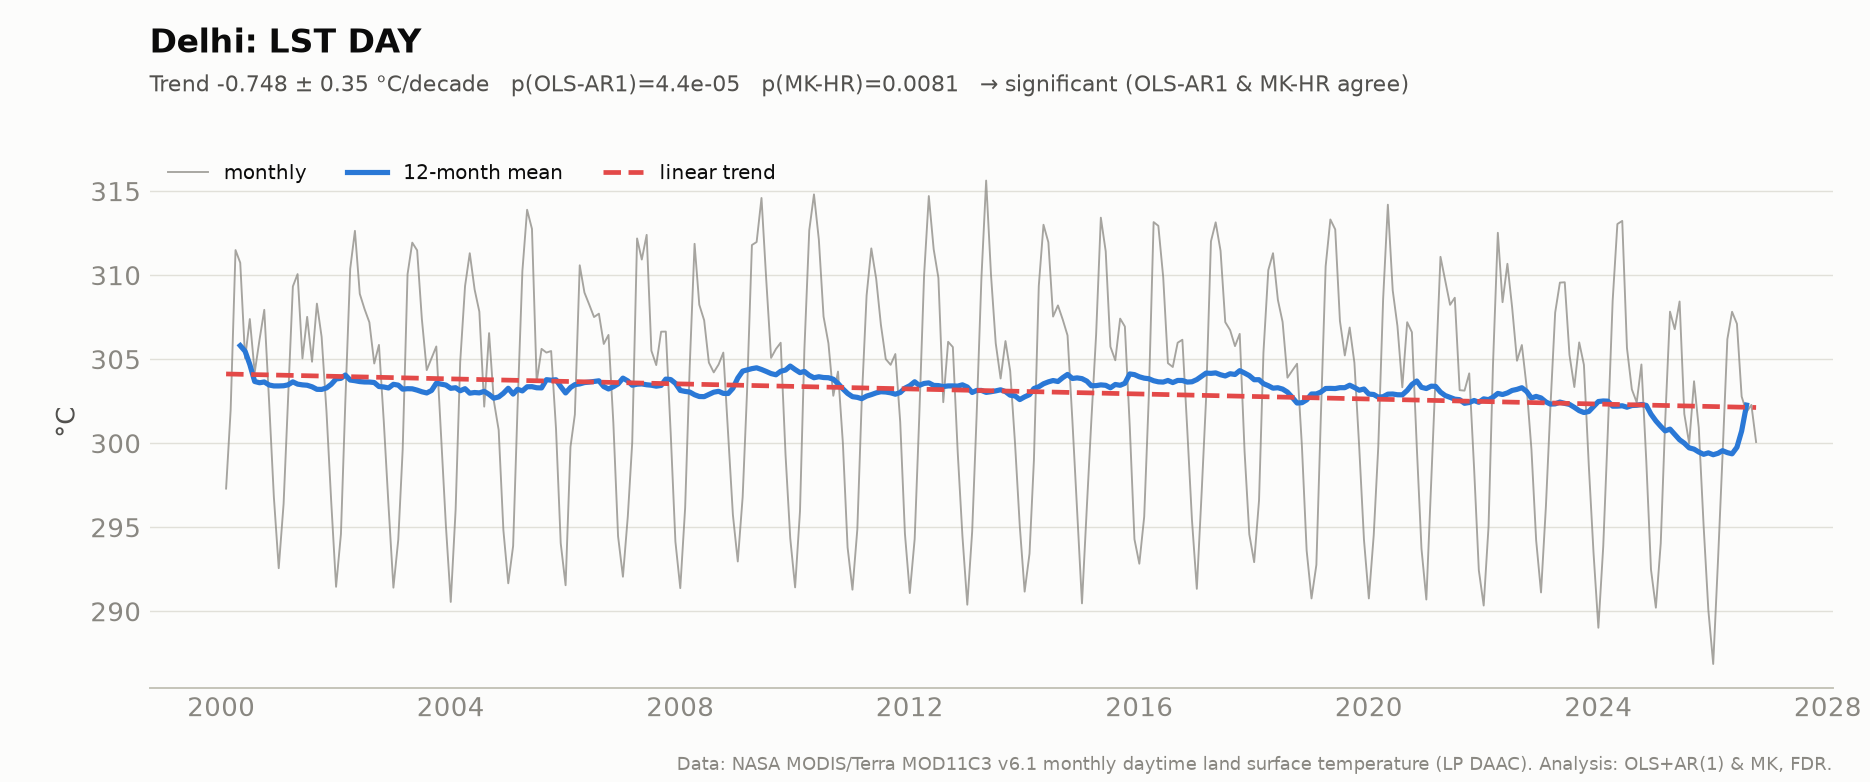 Delhi: LST DAY
Trend -0.748 ± 0.35 °C/decade p(OLS-AR1)=4.4e-05 p(MK-HR)=0.0081 → significant (OLS-AR1 & MK-HR agree)
monthly 12-month mean linear trend
315
310
305
300
295
290
°C
2000 2004 2008 2012 2016 2020 2024 2028
Data: NASA MODIS/Terra MOD11C3 v6.1 monthly daytime land surface temperature (LP DAAC). Analysis: OLS+AR(1) & MK, FDR.